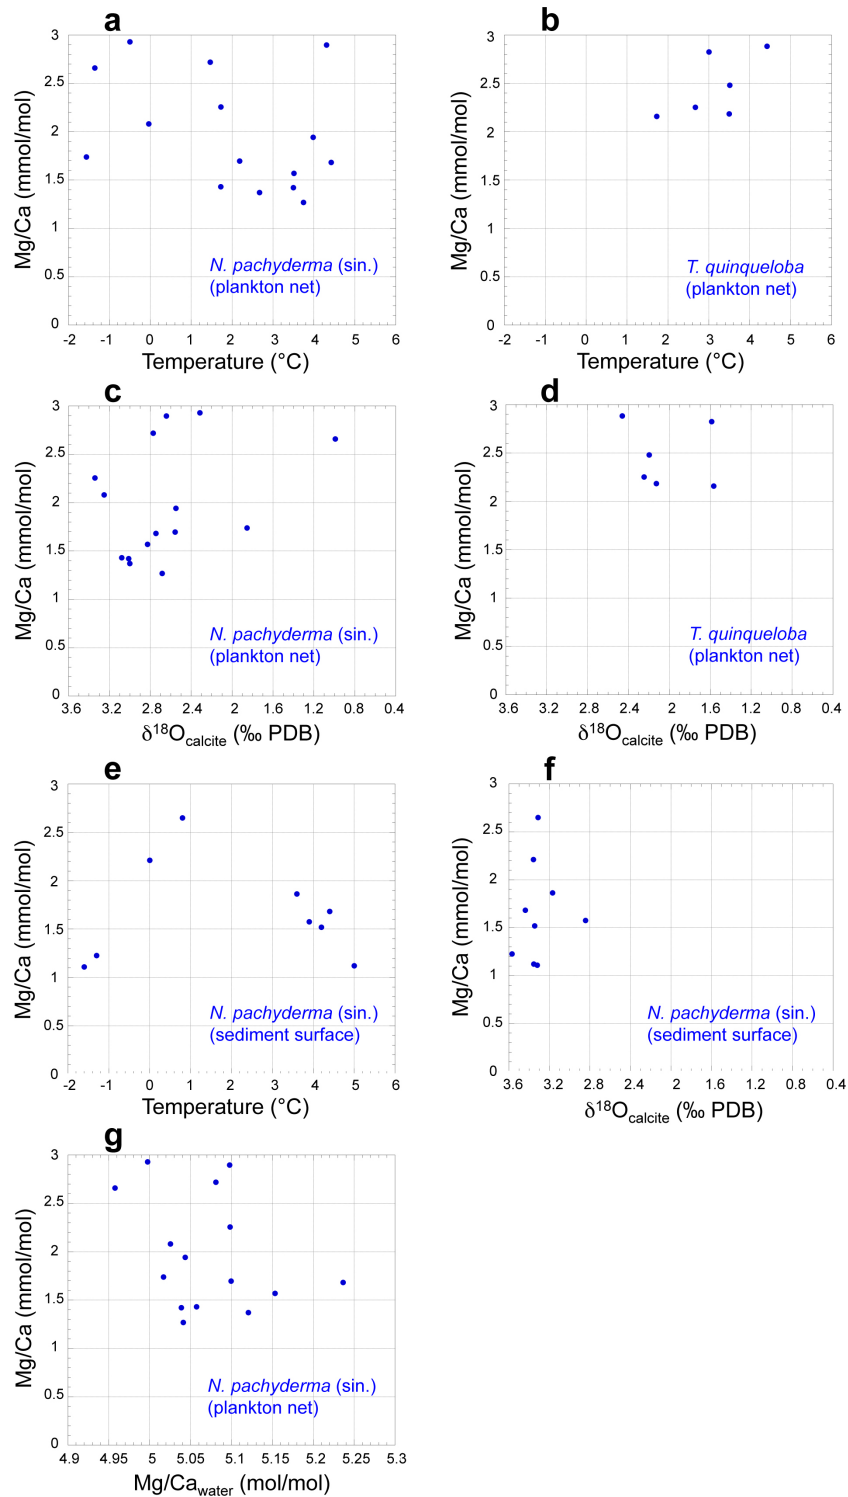 a
3
2.5
2
1.5
1
0.5
0
Mg/Ca (mmol/mol)
N. pachyderma (sin.)
(plankton net)
-2 -1 0 1 2 3 4 5 6
Temperature (°C)
b
3
2.5
2
1.5
1
0.5
0
Mg/Ca (mmol/mol)
T. quinqueloba
(plankton net)
-2 -1 0 1 2 3 4 5 6
Temperature (°C)
c
3
2.5
2
1.5
1
0.5
0
Mg/Ca (mmol/mol)
N. pachyderma (sin.)
(plankton net)
3.6 3.2 2.8 2.4 2 1.6 1.2 0.8 0.4
δ18Ocalcite (‰ PDB)
d
3
2.5
2
1.5
1
0.5
0
Mg/Ca (mmol/mol)
T. quinqueloba
(plankton net)
3.6 3.2 2.8 2.4 2 1.6 1.2 0.8 0.4
δ18Ocalcite (‰ PDB)
e
3
2.5
2
1.5
1
0.5
0
Mg/Ca (mmol/mol)
N. pachyderma (sin.)
(sediment surface)
-2 -1 0 1 2 3 4 5 6
Temperature (°C)
f
3
2.5
2
1.5
1
0.5
0
Mg/Ca (mmol/mol)
N. pachyderma (sin.)
(sediment surface)
3.6 3.2 2.8 2.4 2 1.6 1.2 0.8 0.4
δ18Ocalcite (‰ PDB)
g
3
2.5
2
1.5
1
0.5
0
Mg/Ca (mmol/mol)
N. pachyderma (sin.)
(plankton net)
4.9 4.95 5 5.05 5.1 5.15 5.2 5.25 5.3
Mg/Cawater (mol/mol)